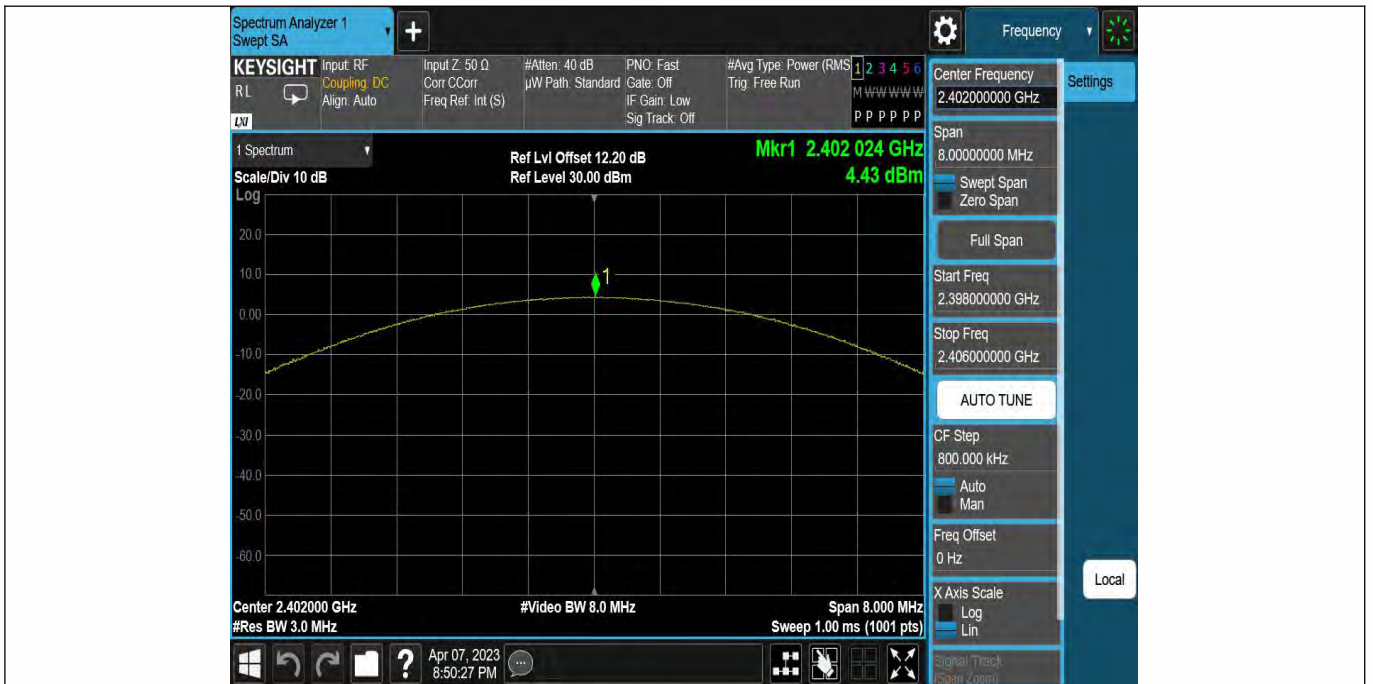 Spectrum Analyzer 1
Swept SA
+
Frequency
KEYSIGHT
RL
LXI
Input: RF
Coupling: DC
Align: Auto
Input Z: 50 Ω
Corr CCorr
Freq Ref: Int (S)
#Atten: 40 dB
µW Path: Standard
PNO: Fast
Gate: Off
IF Gain: Low
Sig Track: Off
#Avg Type: Power (RMS
Trig: Free Run
1 2 3 4 5 6
M W W W W W
P P P P P P
1 Spectrum
Scale/Div 10 dB
Ref Lvl Offset 12.20 dB
Ref Level 30.00 dBm
Mkr1 2.402 024 GHz
4.43 dBm
Log
20.0
10.0
0.00
-10.0
-20.0
-30.0
-40.0
-50.0
-60.0
1
Center 2.402000 GHz
#Res BW 3.0 MHz
#Video BW 8.0 MHz
Span 8.000 MHz
Sweep 1.00 ms (1001 pts)
?
Apr 07, 2023
8:50:27 PM
Center Frequency
2.402000000 GHz
Settings
Span
8.00000000 MHz
Swept Span
Zero Span
Full Span
Start Freq
2.398000000 GHz
Stop Freq
2.406000000 GHz
AUTO TUNE
CF Step
800.000 kHz
Auto
Man
Freq Offset
0 Hz
X Axis Scale
Log
Lin
Signal Track
(Span Zoom)
Local